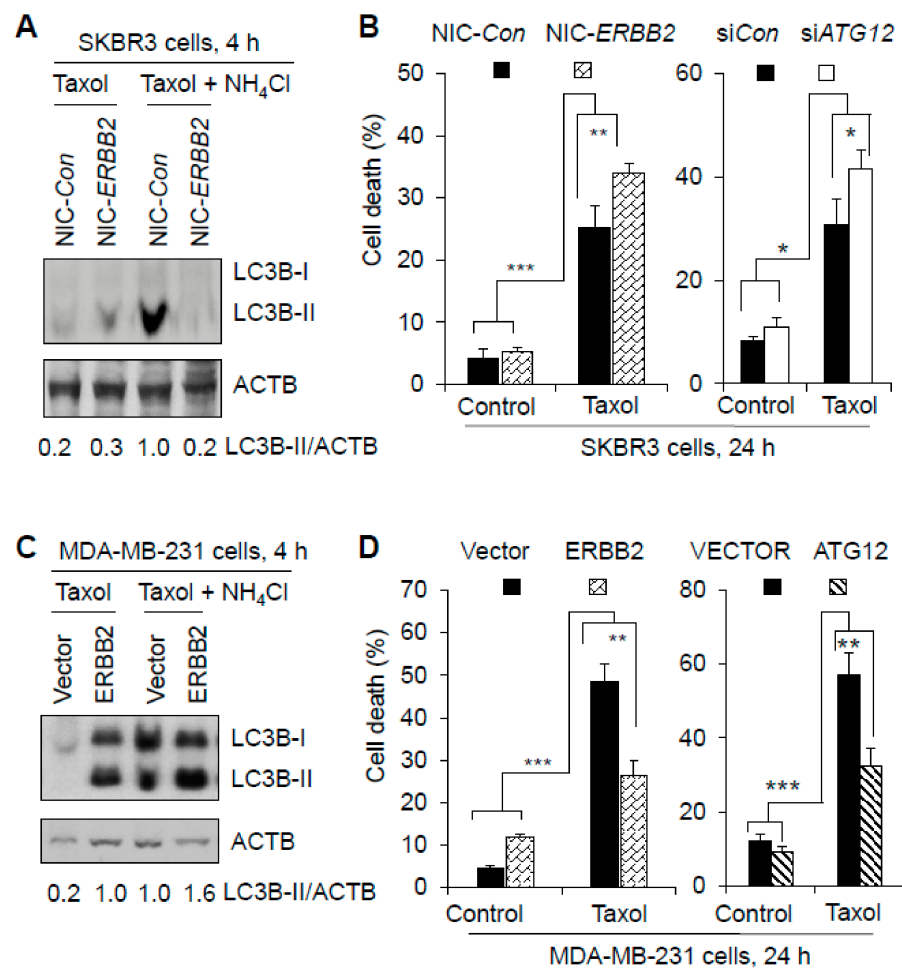 A
SKBR3 cells, 4 h
Taxol Taxol + NH₄Cl
NIC-Con NIC-ERBB2 NIC-Con NIC-ERBB2
LC3B-I
LC3B-II
ACTB
0.2 0.3 1.0 0.2 LC3B-II/ACTB
B
NIC-Con NIC-ERBB2
Cell death (%)
50
40
30
20
10
0
***
**
Control Taxol
siCon siATG12
60
40
20
0
*
*
Control Taxol
SKBR3 cells, 24 h
C
MDA-MB-231 cells, 4 h
Taxol Taxol + NH₄Cl
Vector ERBB2 Vector ERBB2
LC3B-I
LC3B-II
ACTB
0.2 1.0 1.0 1.6 LC3B-II/ACTB
D
Vector ERBB2
Cell death (%)
70
60
50
40
30
20
10
0
***
**
Control Taxol
VECTOR ATG12
80
60
40
20
0
***
**
Control Taxol
MDA-MB-231 cells, 24 h